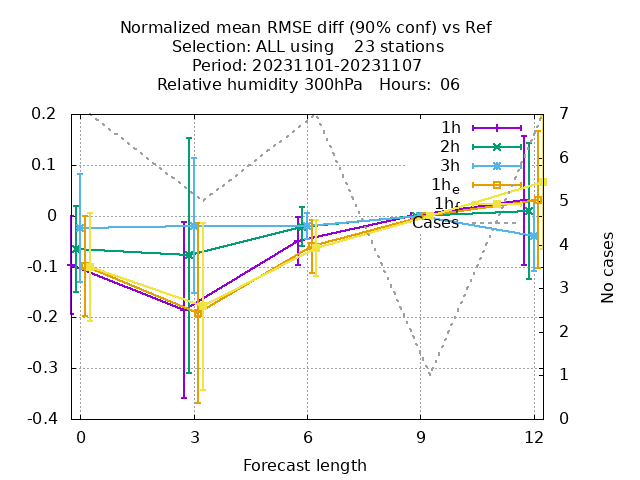 Normalized mean RMSE diff (90% conf) vs Ref
Selection: ALL using    23 stations
Period: 20231101-20231107
Relative humidity 300hPa   Hours:  06
0.2
0.1
0
-0.1
-0.2
-0.3
-0.4
7
6
5
4
3
2
1
0
1h
2h
3h
1he
1hf
Cases
No cases
0
3
6
9
12
Forecast length